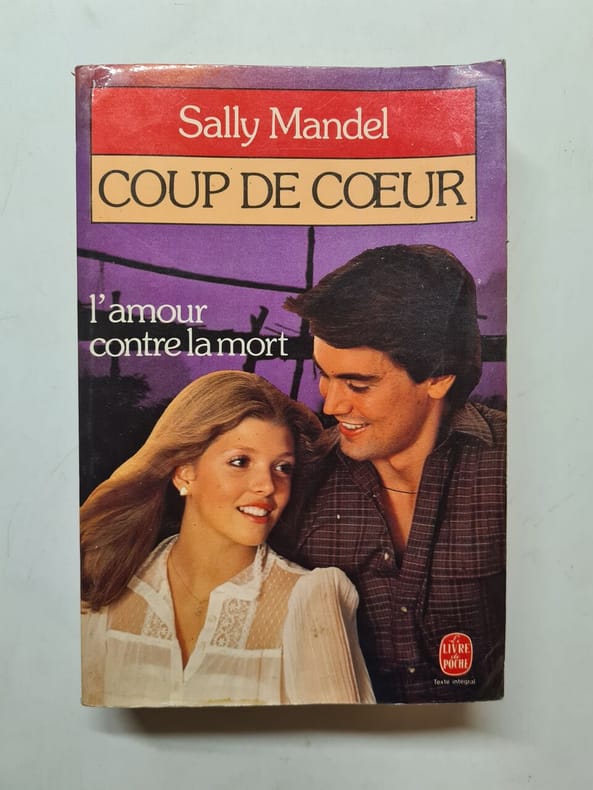 Sally Mandel
COUP DE CŒUR
l'amour
contre la mort
Le
LIVRE
de
POCHE
Texte intégral